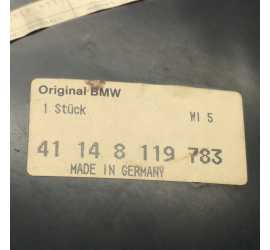 Original BMW
1 Stück WI 5
41 14 8 119 783
MADE IN GERMANY